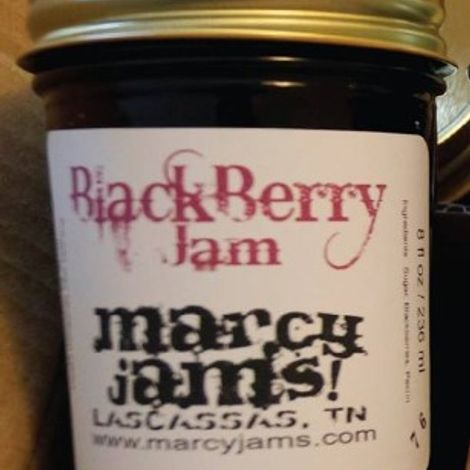 BlackBerry
Jam
marcy
jams!
LASCASSAS, TN
www.marcyjams.com
8 fl oz / 236 ml
Ingredients: Sugar, Blackberries, Pectin